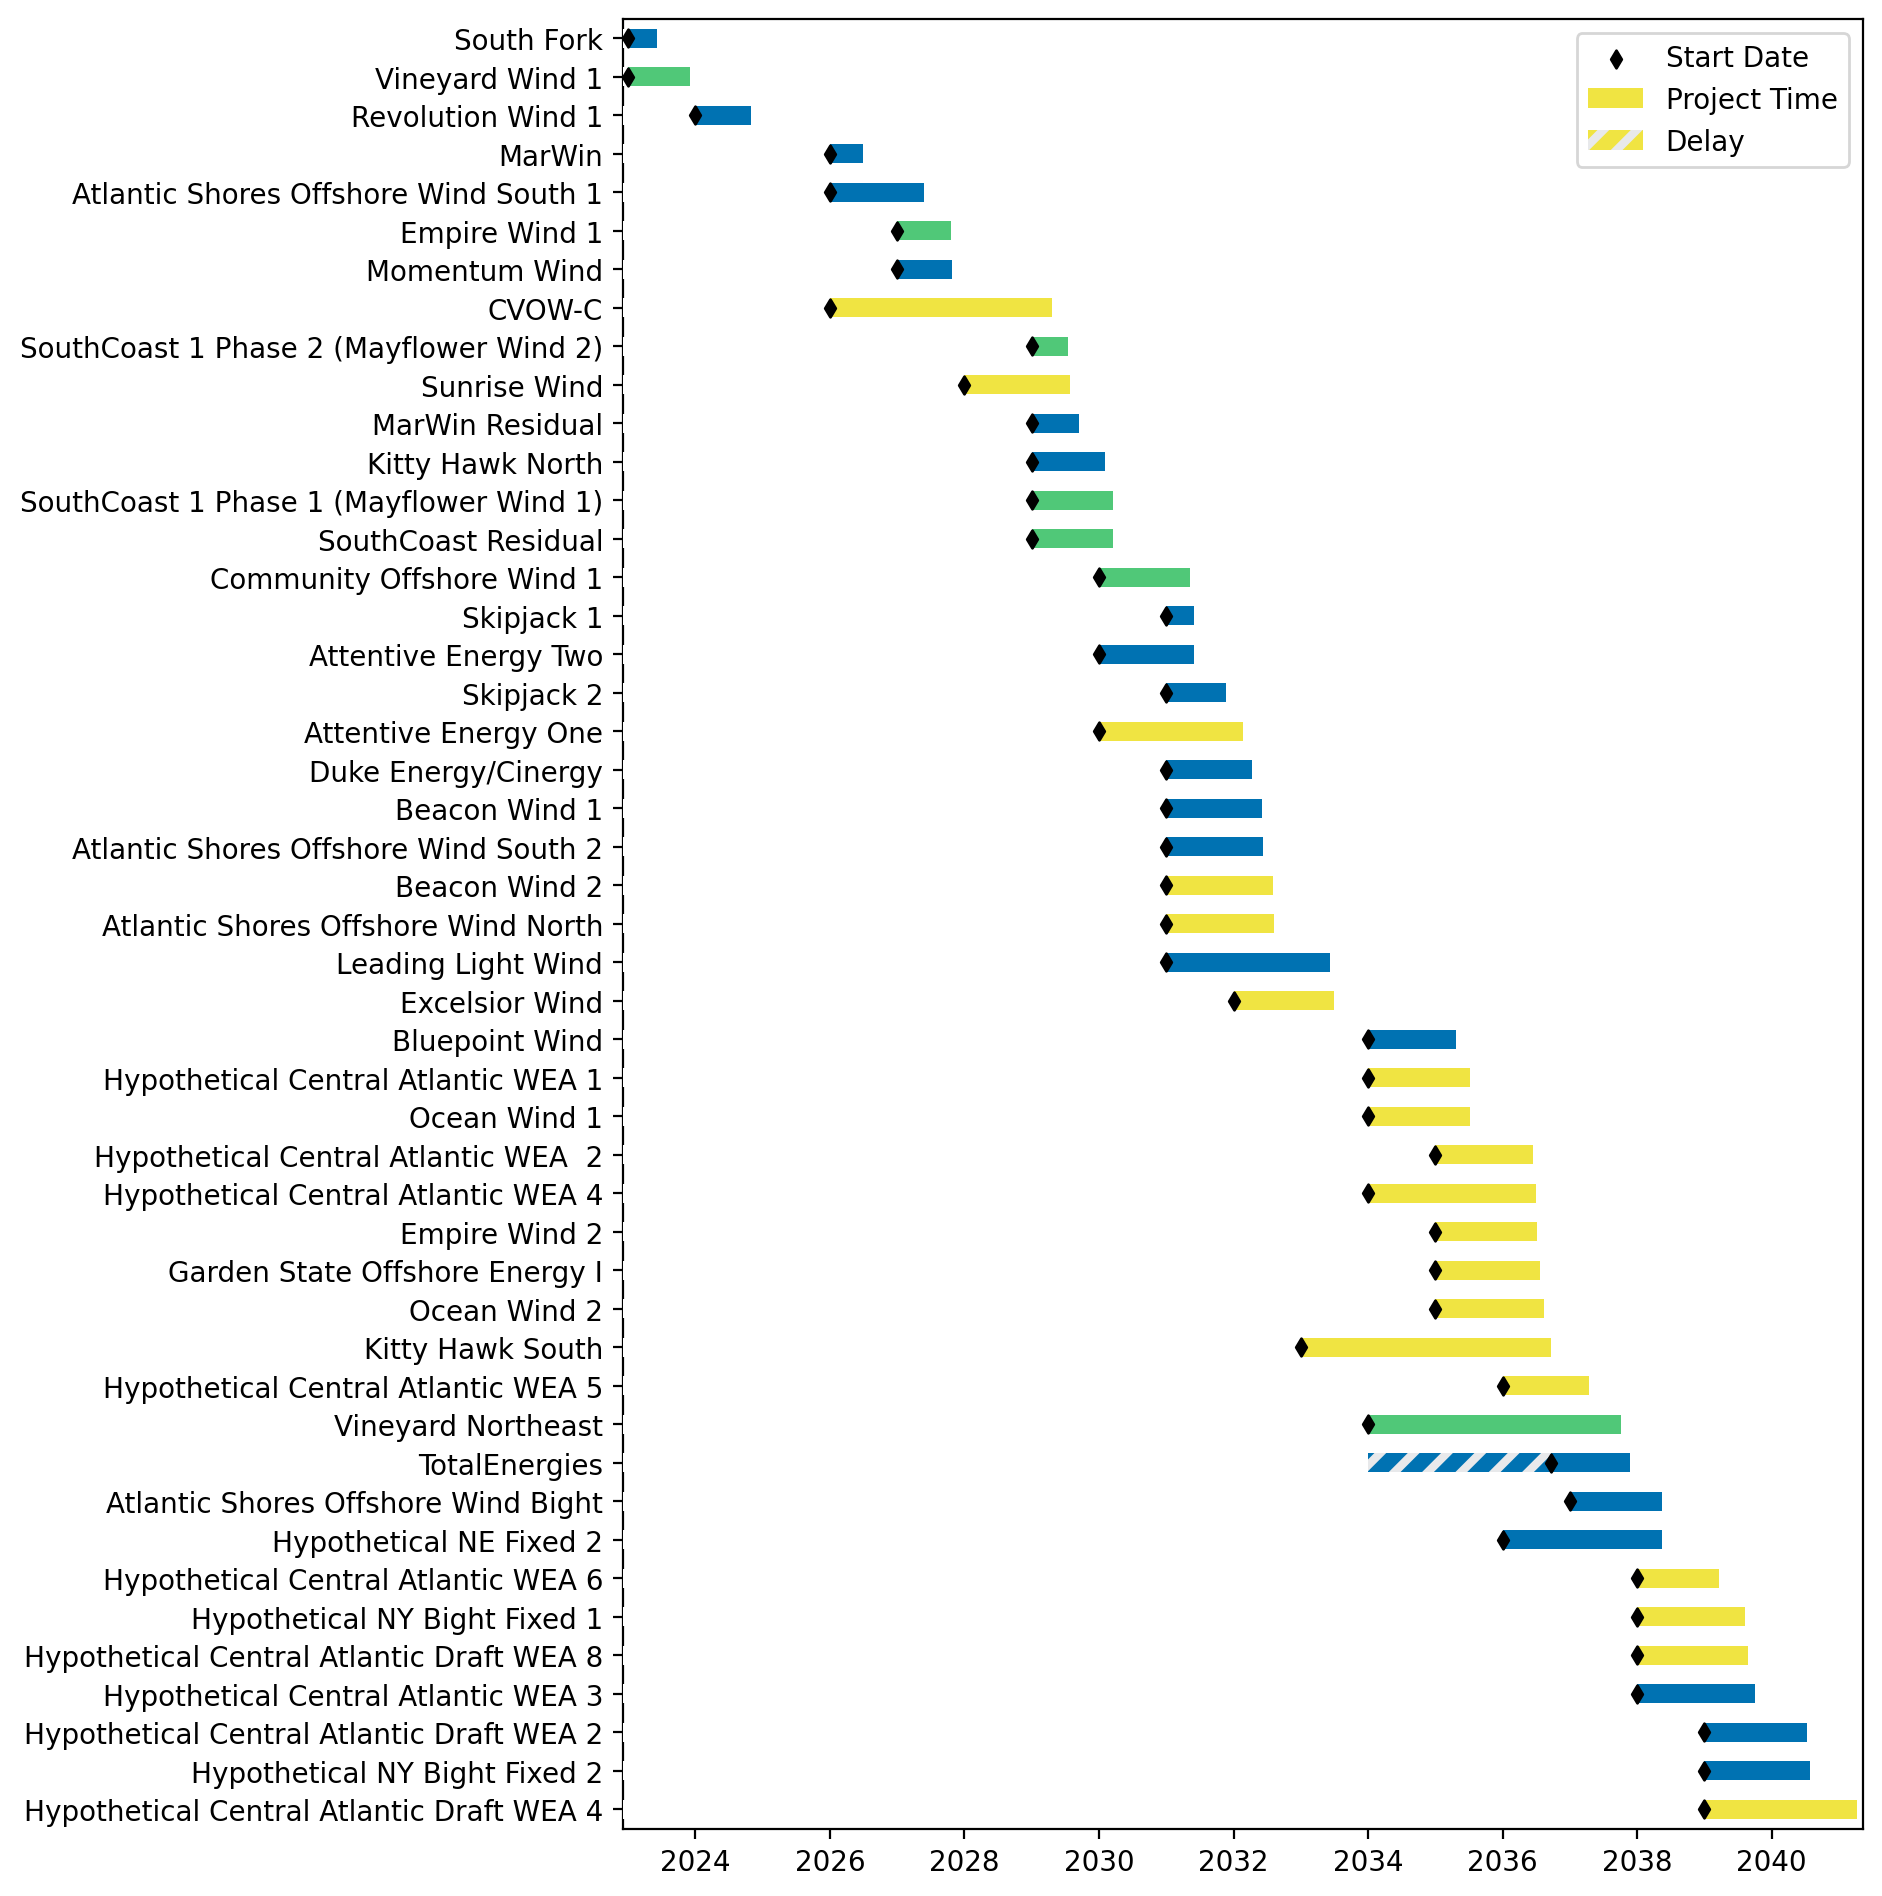 South Fork
Vineyard Wind 1
Revolution Wind 1
MarWin
Atlantic Shores Offshore Wind South 1
Empire Wind 1
Momentum Wind
CVOW-C
SouthCoast 1 Phase 2 (Mayflower Wind 2)
Sunrise Wind
MarWin Residual
Kitty Hawk North
SouthCoast 1 Phase 1 (Mayflower Wind 1)
SouthCoast Residual
Community Offshore Wind 1
Skipjack 1
Attentive Energy Two
Skipjack 2
Attentive Energy One
Duke Energy/Cinergy
Beacon Wind 1
Atlantic Shores Offshore Wind South 2
Beacon Wind 2
Atlantic Shores Offshore Wind North
Leading Light Wind
Excelsior Wind
Bluepoint Wind
Hypothetical Central Atlantic WEA 1
Ocean Wind 1
Hypothetical Central Atlantic WEA  2
Hypothetical Central Atlantic WEA 4
Empire Wind 2
Garden State Offshore Energy I
Ocean Wind 2
Kitty Hawk South
Hypothetical Central Atlantic WEA 5
Vineyard Northeast
TotalEnergies
Atlantic Shores Offshore Wind Bight
Hypothetical NE Fixed 2
Hypothetical Central Atlantic WEA 6
Hypothetical NY Bight Fixed 1
Hypothetical Central Atlantic Draft WEA 8
Hypothetical Central Atlantic WEA 3
Hypothetical Central Atlantic Draft WEA 2
Hypothetical NY Bight Fixed 2
Hypothetical Central Atlantic Draft WEA 4
Start Date
Project Time
Delay
2024 2026 2028 2030 2032 2034 2036 2038 2040